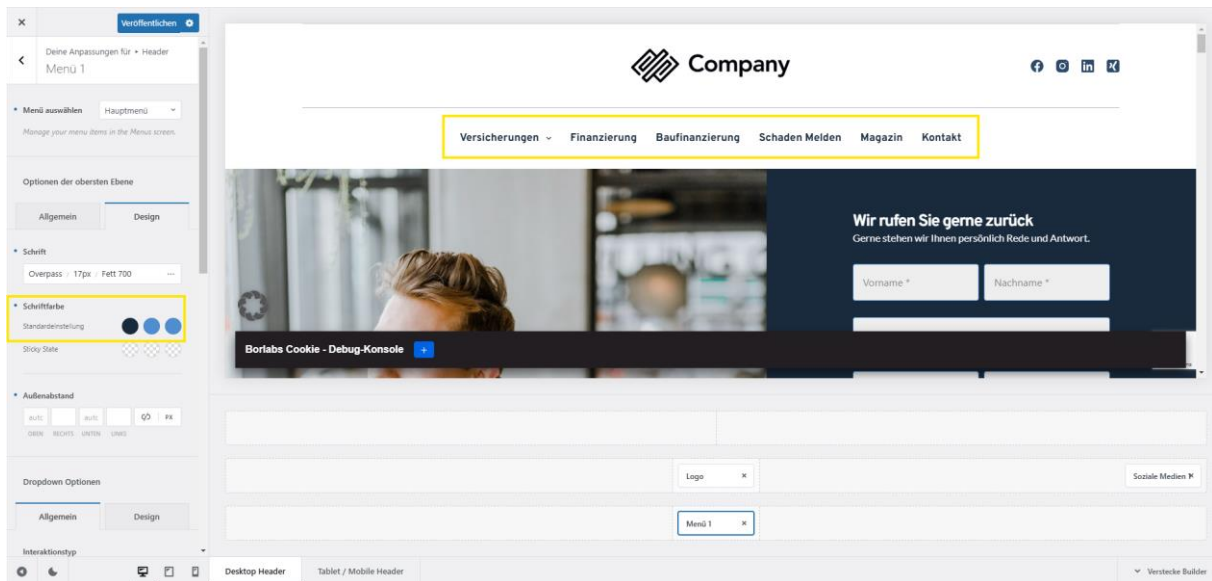 Veröffentlichen
Deine Anpassungen für ▸ Header
Menü 1
Menü auswählen Hauptmenü
Manage your menu items in the Menus screen.
Optionen der obersten Ebene
Allgemein Design
Schrift
Overpass / 17px / Fett 700 ...
Schriftfarbe
Standardeinstellung
Sticky State
Außenabstand
auto auto PX
OBEN RECHTS UNTEN LINKS
Dropdown Optionen
Allgemein Design
Interaktionstyp
Company
Versicherungen Finanzierung Baufinanzierung Schaden Melden Magazin Kontakt
Wir rufen Sie gerne zurück
Gerne stehen wir Ihnen persönlich Rede und Antwort.
Vorname * Nachname *
Borlabs Cookie - Debug-Konsole +
Logo × Soziale Medien
Menü 1 ×
Desktop Header Tablet / Mobile Header Verstecke Builder